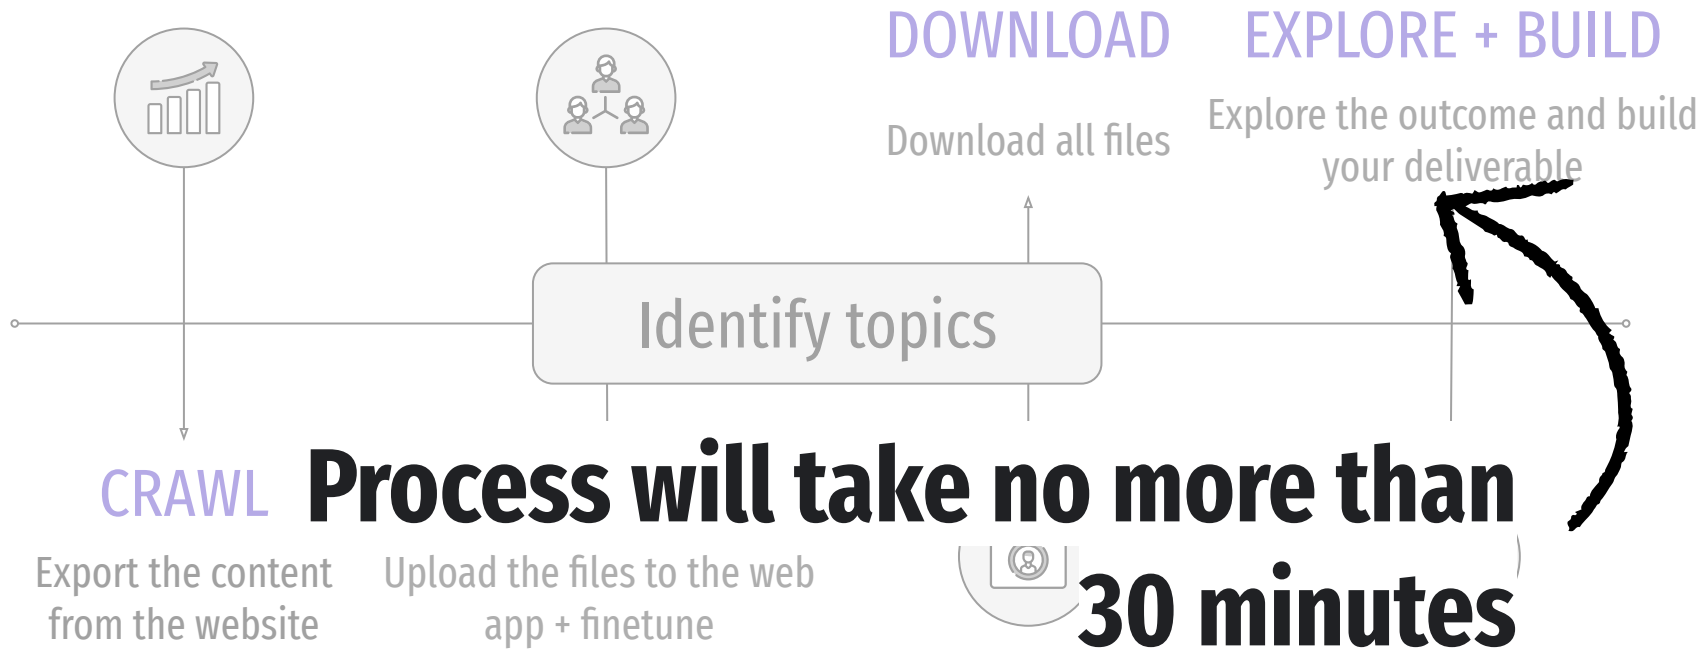 DOWNLOAD
EXPLORE + BUILD
Download all files
Explore the outcome and build
your deliverable
Identify topics
CRAWL
Process will take no more than
30 minutes
Export the content
from the website
Upload the files to the web
app + finetune